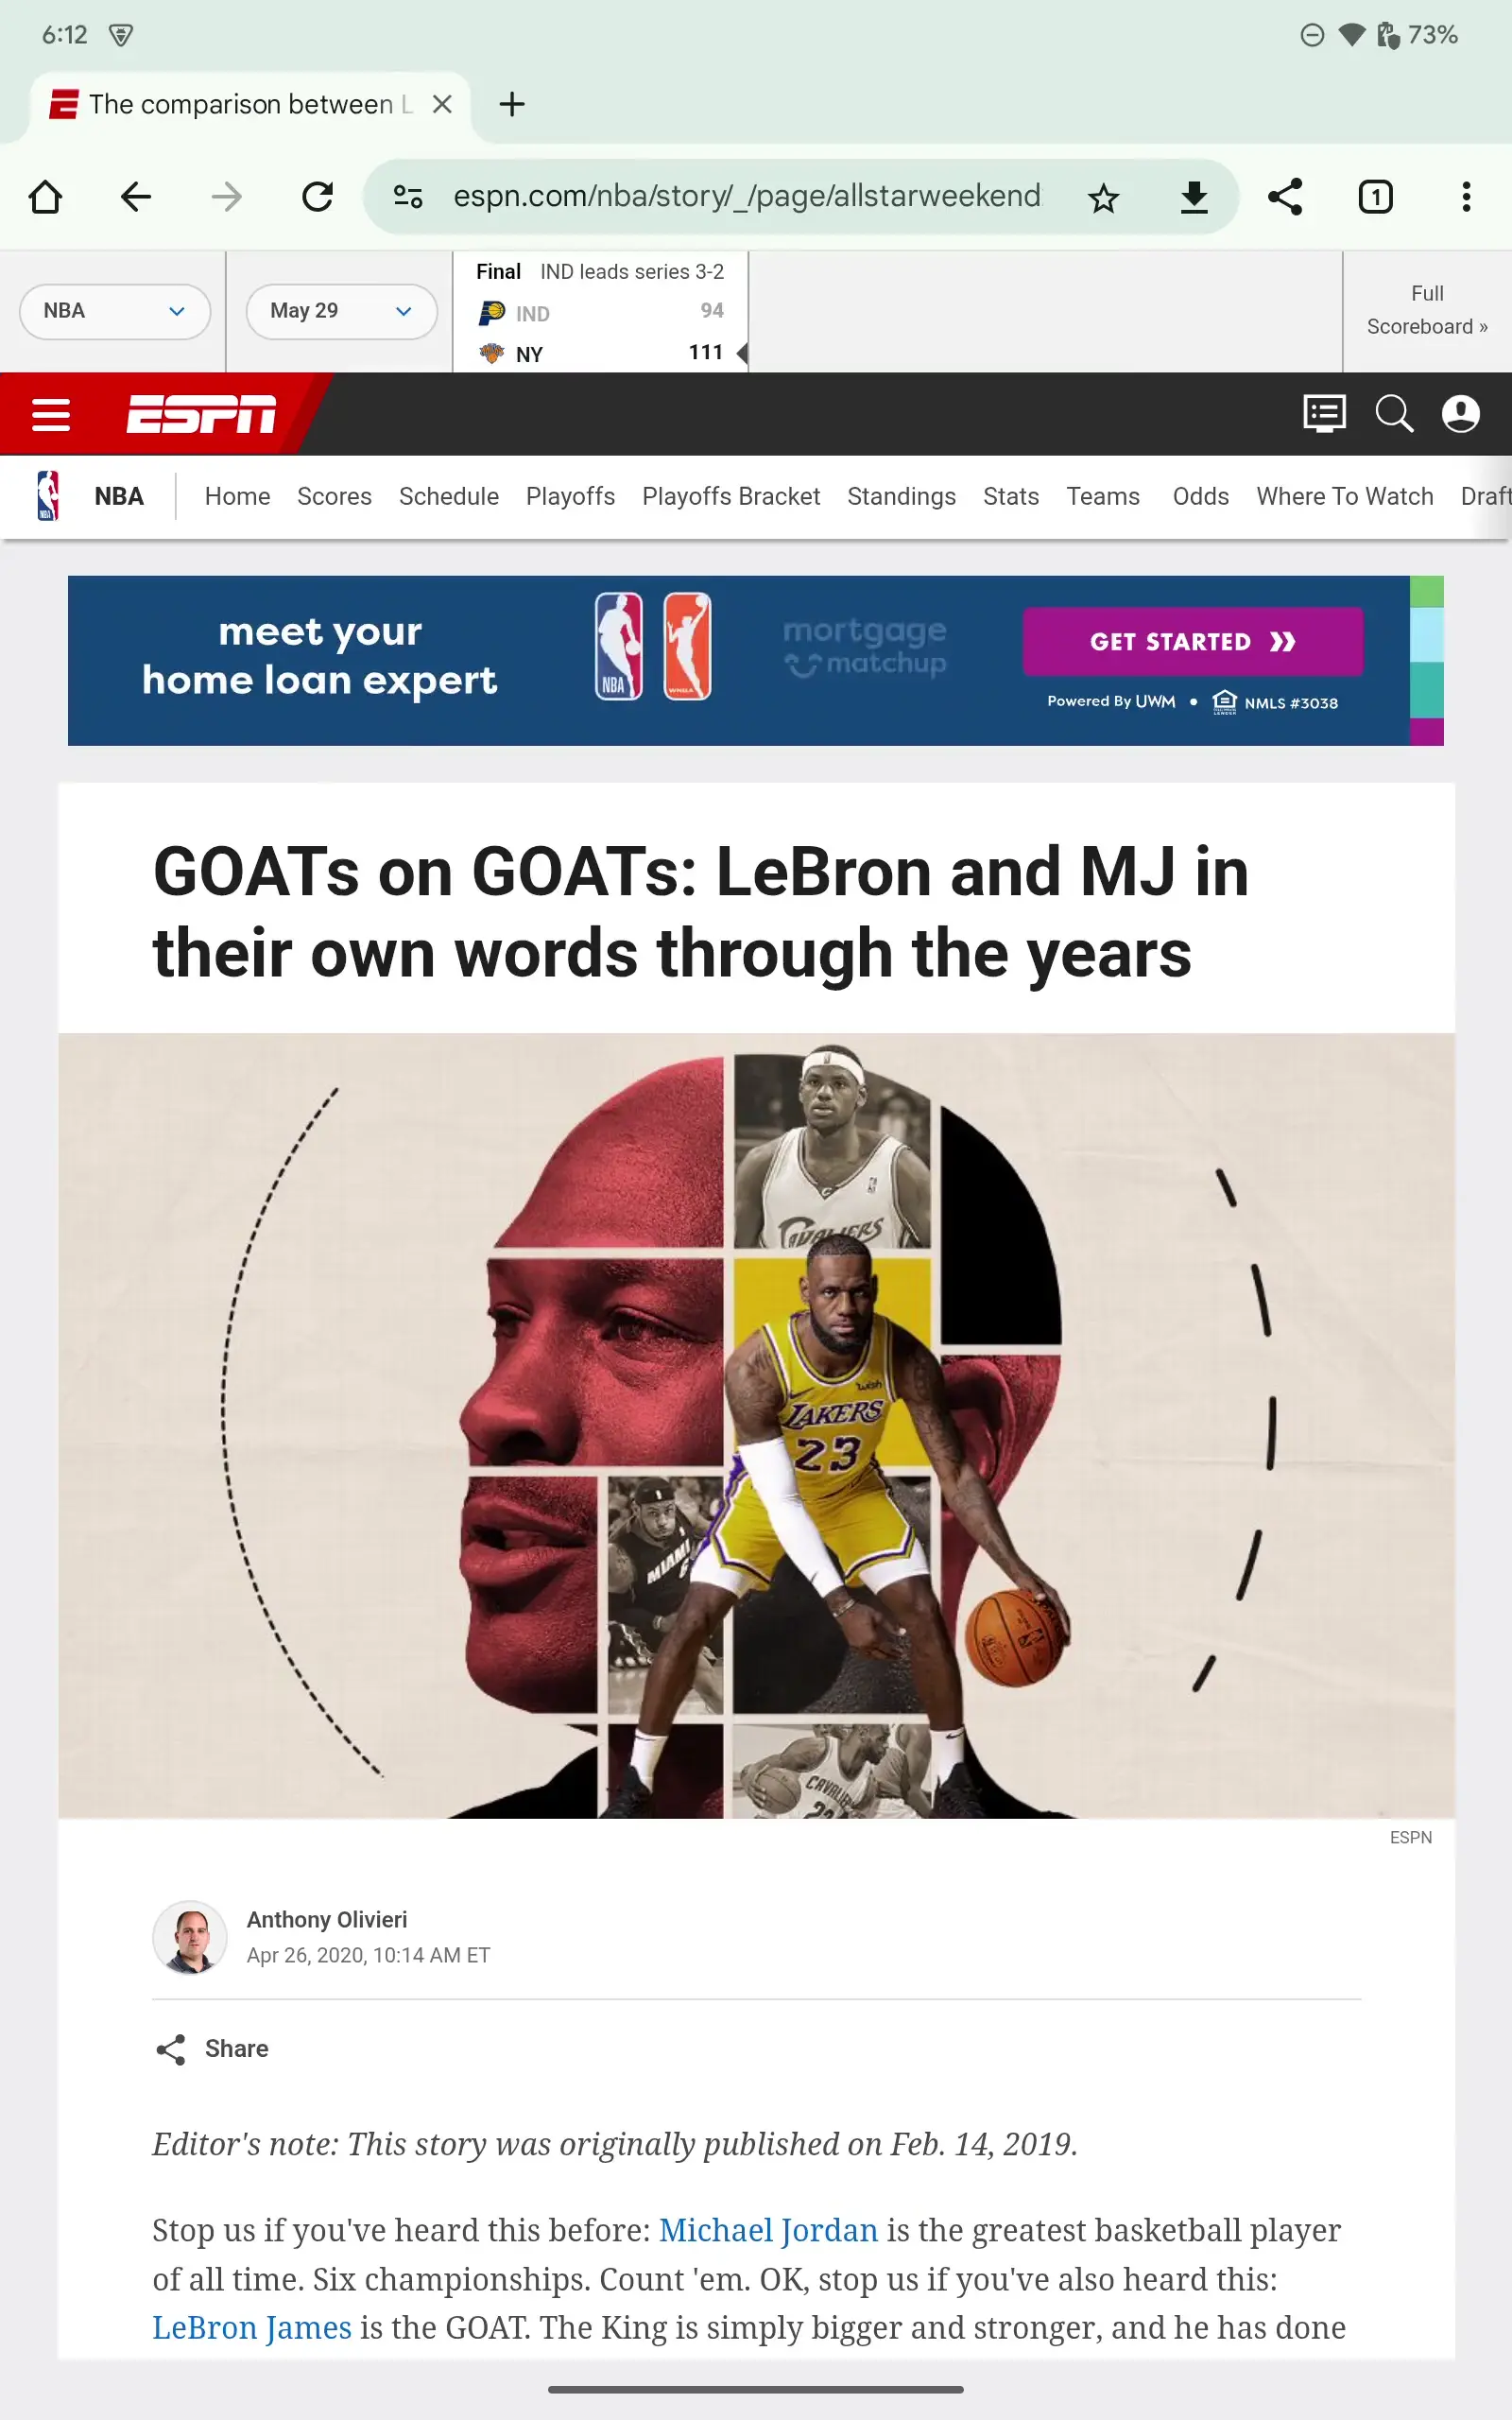 6:12
73%
The comparison between L
espn.com/nba/story/_/page/allstarweekend
1
NBA
May 29
Final IND leads series 3-2
IND 94
NY 111
Full
Scoreboard »
ESPN
NBA
Home Scores Schedule Playoffs Playoffs Bracket Standings Stats Teams Odds Where To Watch Draft
meet your
home loan expert
NBA
WNBA
mortgage
matchup
GET STARTED
Powered By UWM • NMLS #3038
GOATs on GOATs: LeBron and MJ in
their own words through the years
CAVALIERS
wish
LAKERS
23
MIAMI
6
CAVALIERS
23
ESPN
Anthony Olivieri
Apr 26, 2020, 10:14 AM ET
Share
Editor's note: This story was originally published on Feb. 14, 2019.
Stop us if you've heard this before: Michael Jordan is the greatest basketball player
of all time. Six championships. Count 'em. OK, stop us if you've also heard this:
LeBron James is the GOAT. The King is simply bigger and stronger, and he has done